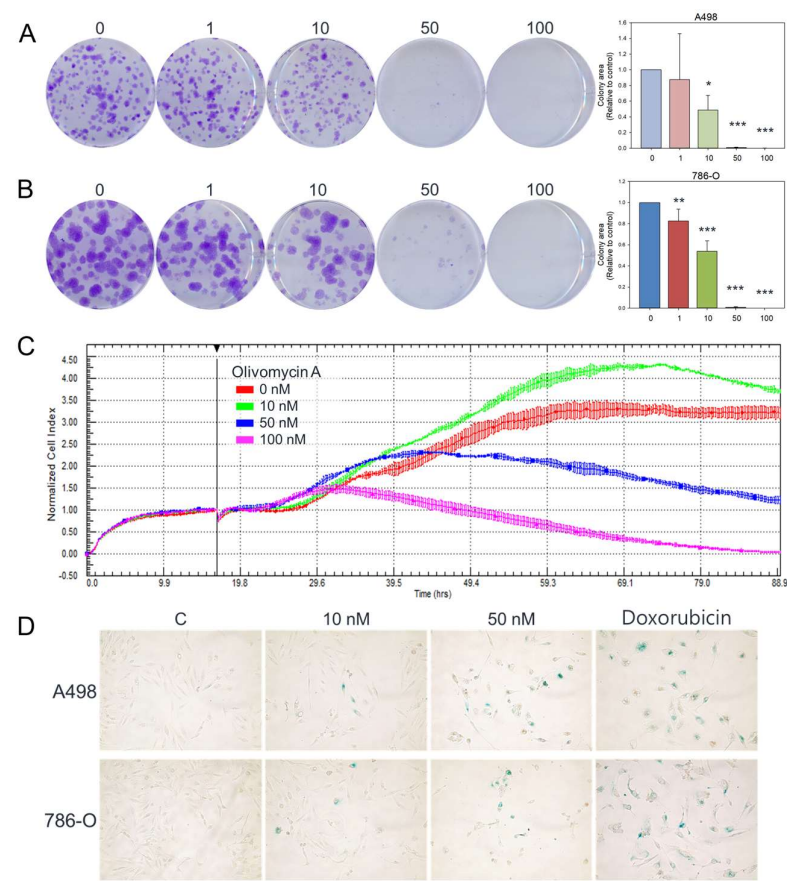 A
0 1 10 50 100
A498
Colony area
(Relative to control)
1.6
1.4
1.2
1.0
0.8
0.6
0.4
0.2
0.0
*
***
***
0 1 10 50 100
B
0 1 10 50 100
786-O
Colony area
(Relative to control)
1.2
1.0
0.8
0.6
0.4
0.2
0.0
**
***
***
***
0 1 10 50 100
C
Normalized Cell Index
4.50
4.00
3.50
3.00
2.50
2.00
1.50
1.00
0.50
0.00
-0.50
Olivomycin A
0 nM
10 nM
50 nM
100 nM
0.0 9.9 19.8 29.6 39.5 49.4 59.3 69.1 79.0 88.9
Time (hrs)
D
C 10 nM 50 nM Doxorubicin
A498
786-O